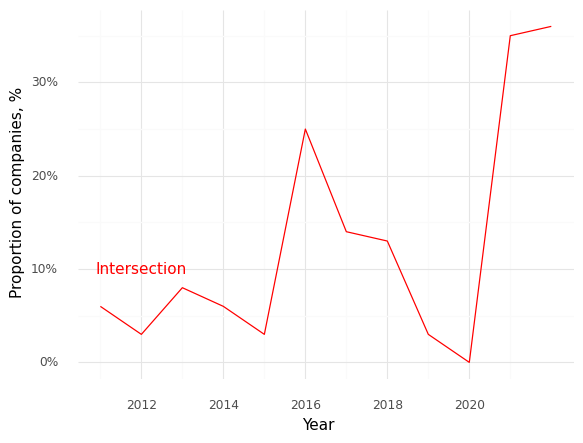 Proportion of companies, %
30%
20%
10%
0%
Intersection
2012 2014 2016 2018 2020
Year